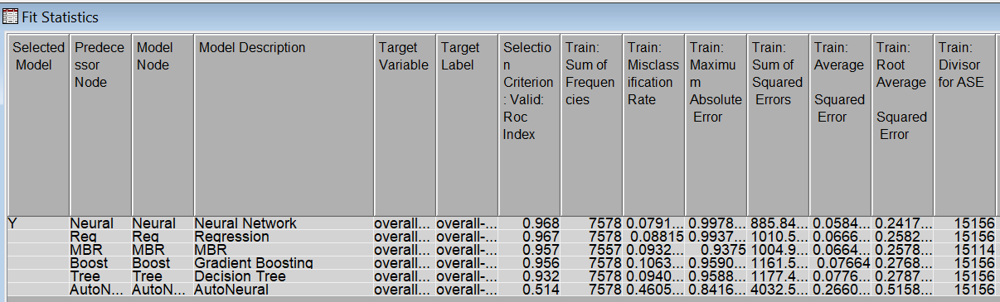 Fit Statistics
Selected Model Predece ssor Node Model Node Model Description Target Variable Target Label Selectio n Criterion : Valid: Roc Index Train: Sum of Frequen cies Train: Misclass ification Rate Train: Maximu m Absolute Error Train: Sum of Squared Errors Train: Average Squared Error Train: Root Average Squared Error Train: Divisor for ASE
Y Neural Neural Neural Network overall... overall-... 0.968 7578 0.0791... 0.9978... 885.84... 0.0584... 0.2417... 15156
Reg Reg Regression overall... overall-... 0.967 7578 0.08815 0.9937... 1010.5... 0.0666... 0.2582... 15156
MBR MBR MBR overall... overall-... 0.957 7557 0.0932... 0.9375 1004.9... 0.0664... 0.2578... 15114
Boost Boost Gradient Boosting overall... overall-... 0.956 7578 0.1063... 0.9590... 1161.5... 0.07664 0.2768... 15156
Tree Tree Decision Tree overall... overall-... 0.932 7578 0.0940... 0.9588... 1177.4... 0.0776... 0.2787... 15156
AutoN... AutoN... AutoNeural overall... overall-... 0.514 7578 0.4605... 0.8416... 4032.5... 0.2660... 0.5158... 15156